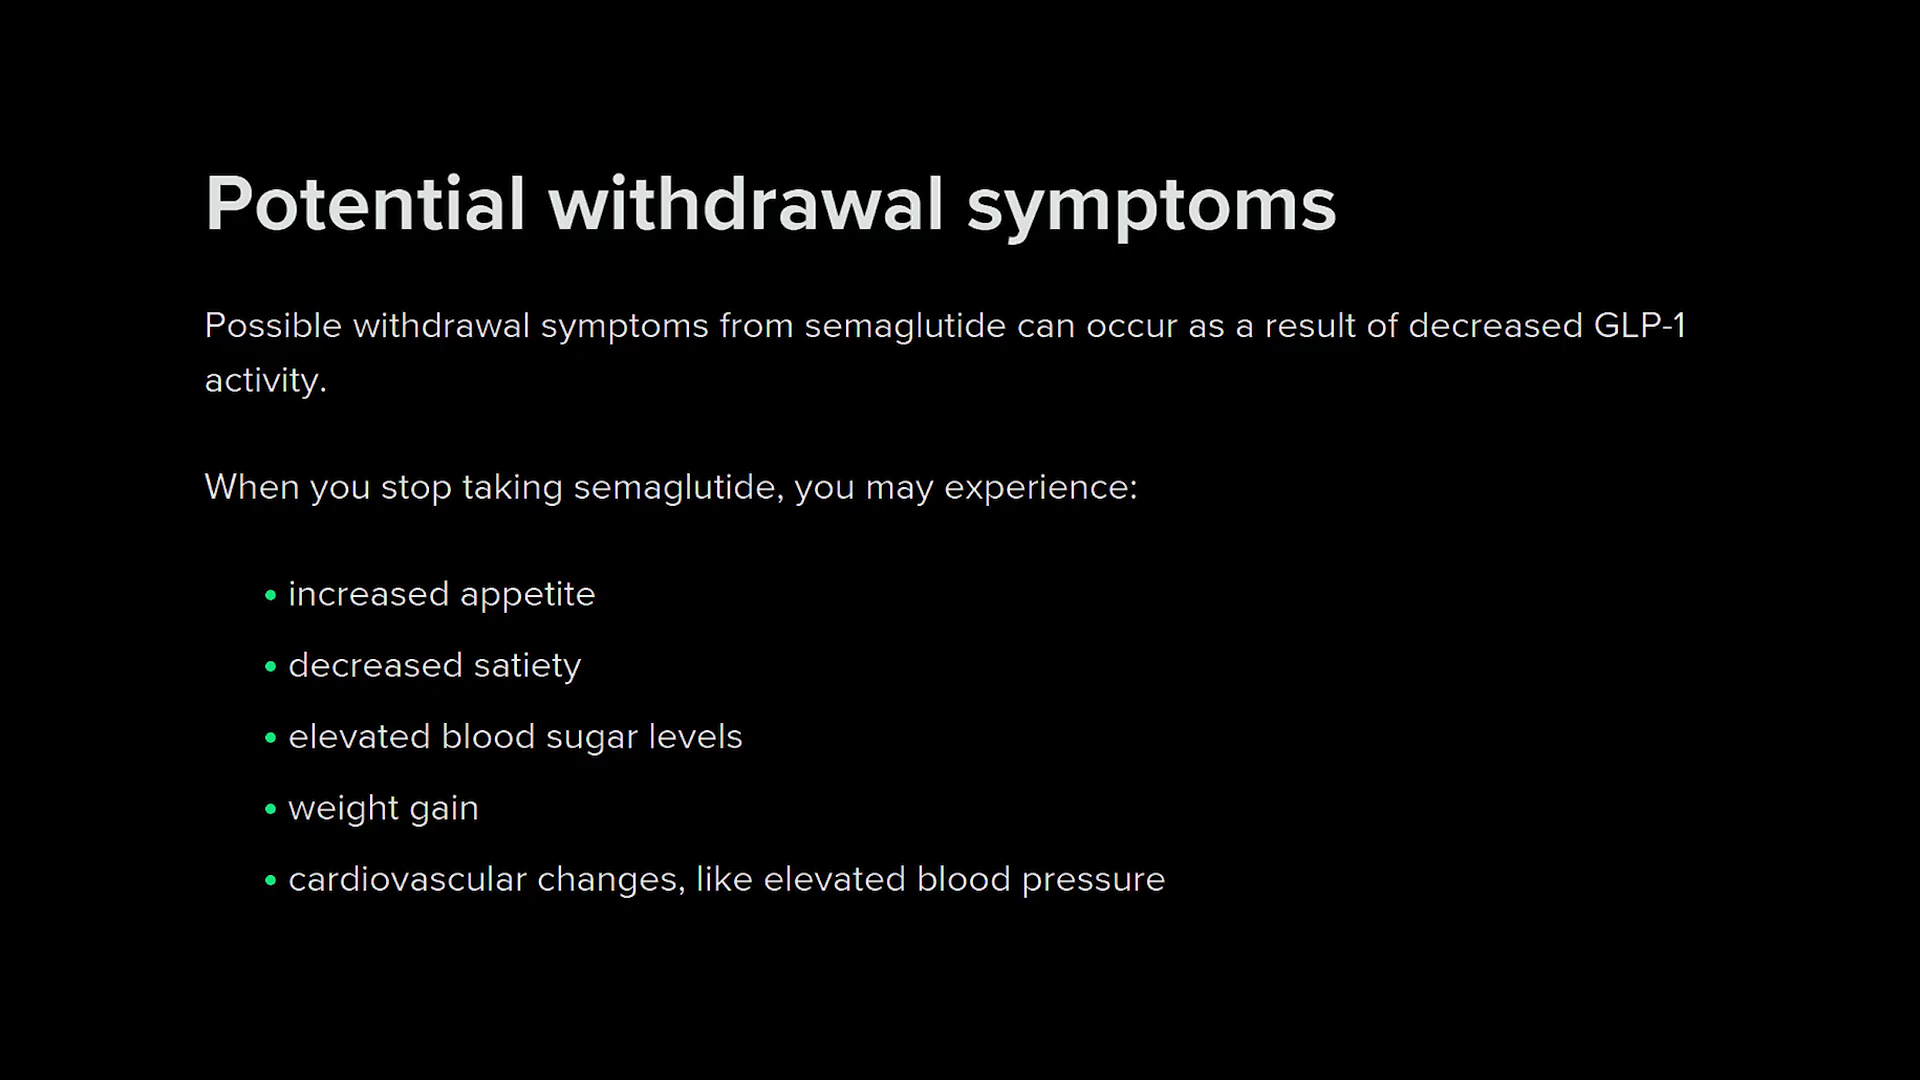 Potential withdrawal symptoms
Possible withdrawal symptoms from semaglutide can occur as a result of decreased GLP-1
activity.
When you stop taking semaglutide, you may experience:
• increased appetite
• decreased satiety
• elevated blood sugar levels
• weight gain
• cardiovascular changes, like elevated blood pressure